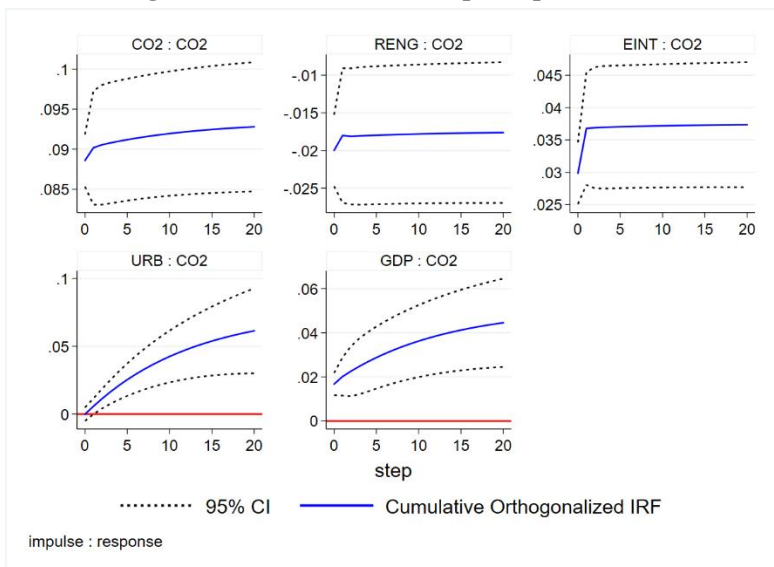 CO2 : CO2
.1
.095
.09
.085
0 5 10 15 20
RENG : CO2
-.01
-.015
-.02
-.025
0 5 10 15 20
EINT : CO2
.045
.04
.035
.03
.025
0 5 10 15 20
URB : CO2
.1
.05
0
0 5 10 15 20
GDP : CO2
.06
.04
.02
0
0 5 10 15 20
step
95% CI Cumulative Orthogonalized IRF
impulse : response